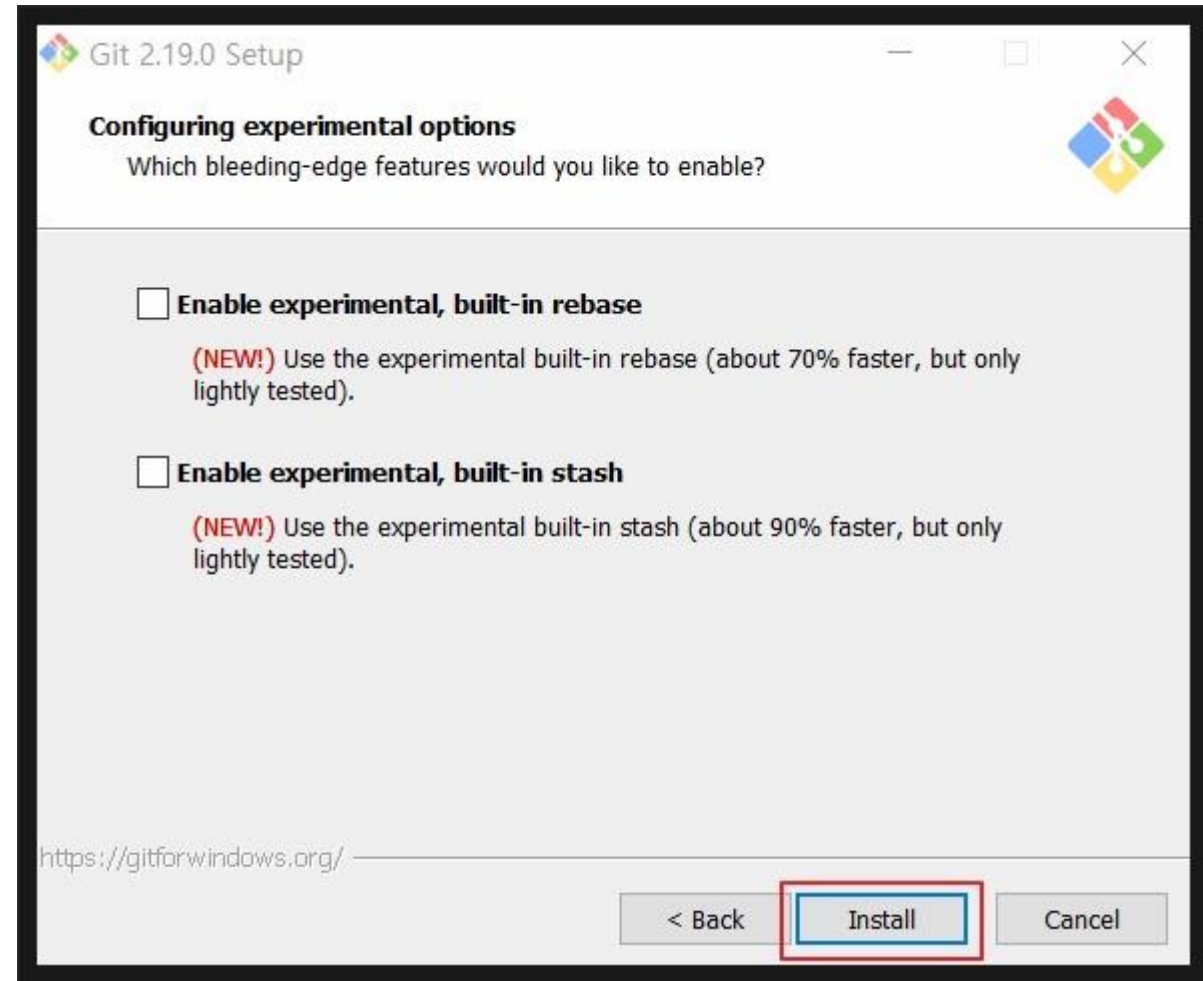 Git 2.19.0 Setup
Configuring experimental options
Which bleeding-edge features would you like to enable?
Enable experimental, built-in rebase
(NEW!) Use the experimental built-in rebase (about 70% faster, but only
lightly tested).
Enable experimental, built-in stash
(NEW!) Use the experimental built-in stash (about 90% faster, but only
lightly tested).
https://gitforwindows.org/
< Back Install Cancel